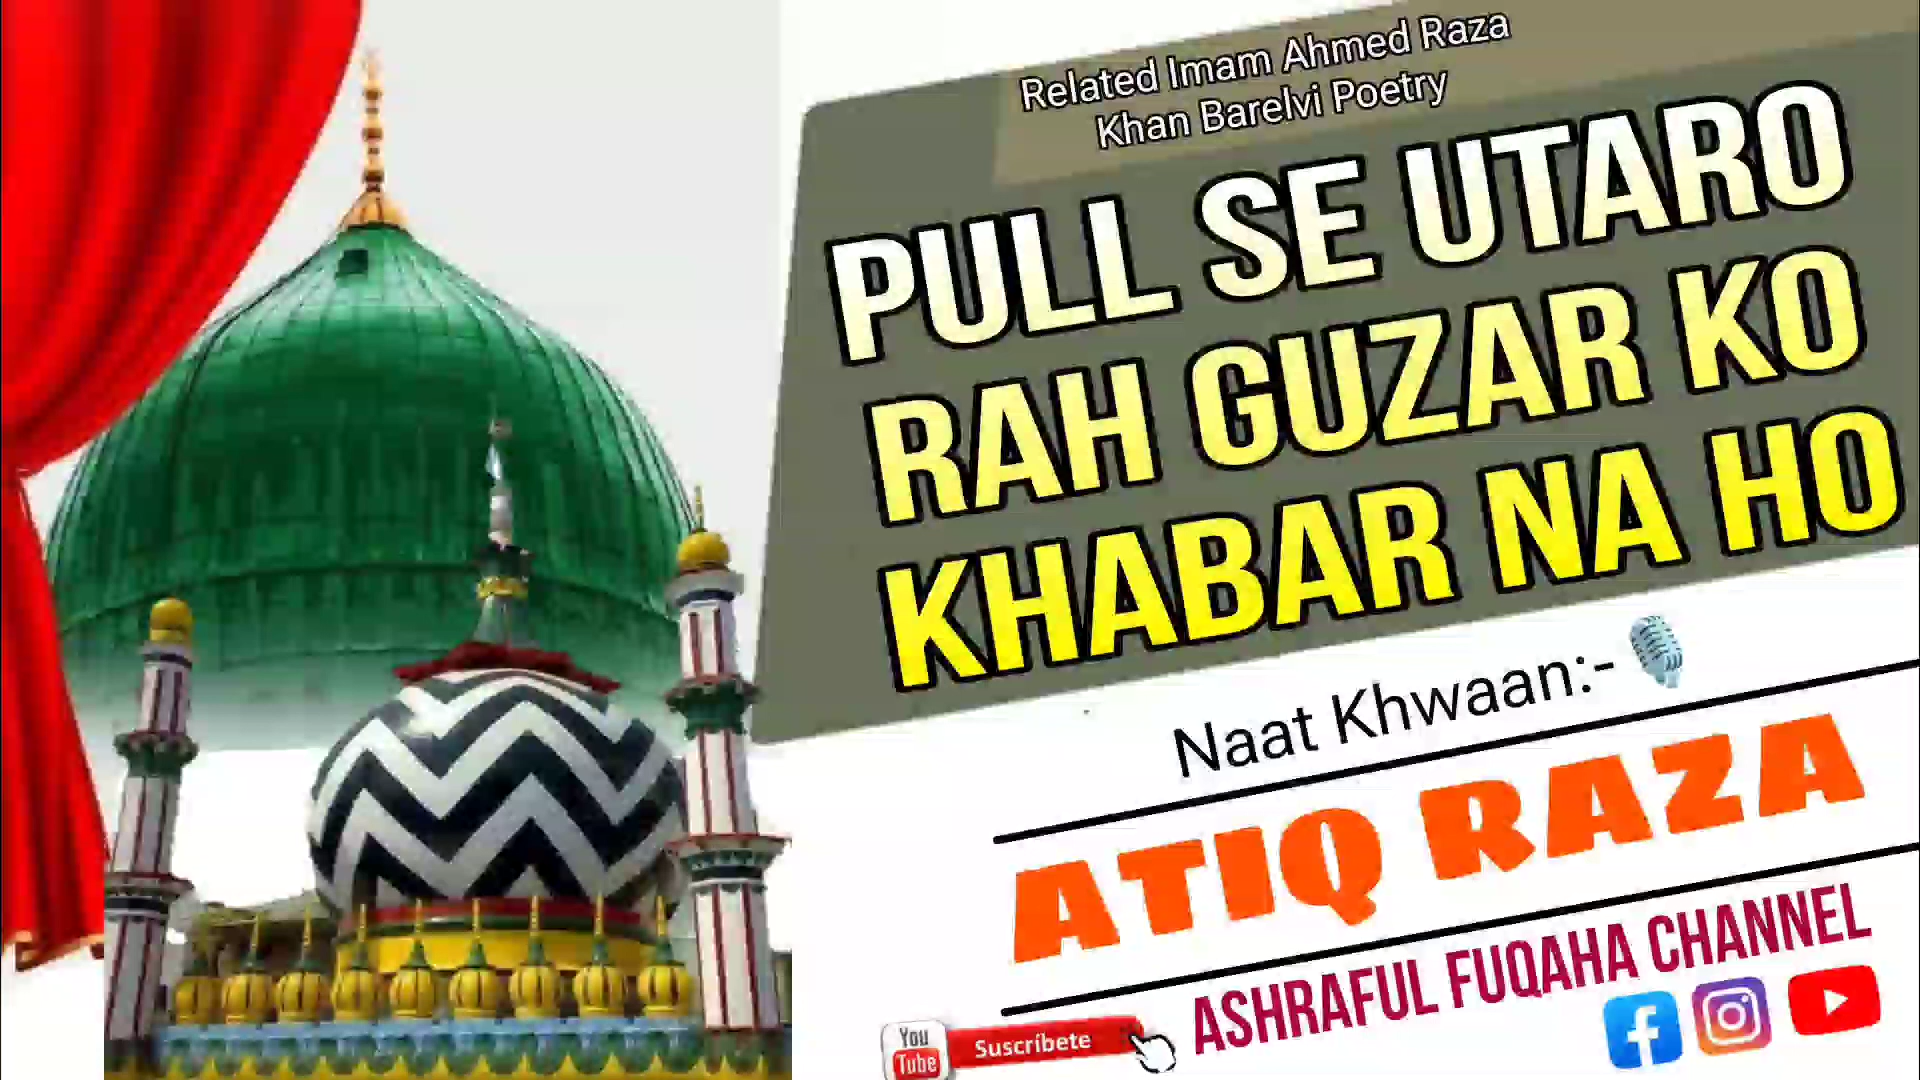 Related Imam Ahmed Raza
Khan Barelvi Poetry
PULL SE UTARO
RAH GUZAR KO
KHABAR NA HO
Naat Khwaan:-
ATIQ RAZA
ASHRAFUL FUQAHA CHANNEL
You
Tube
Suscríbete